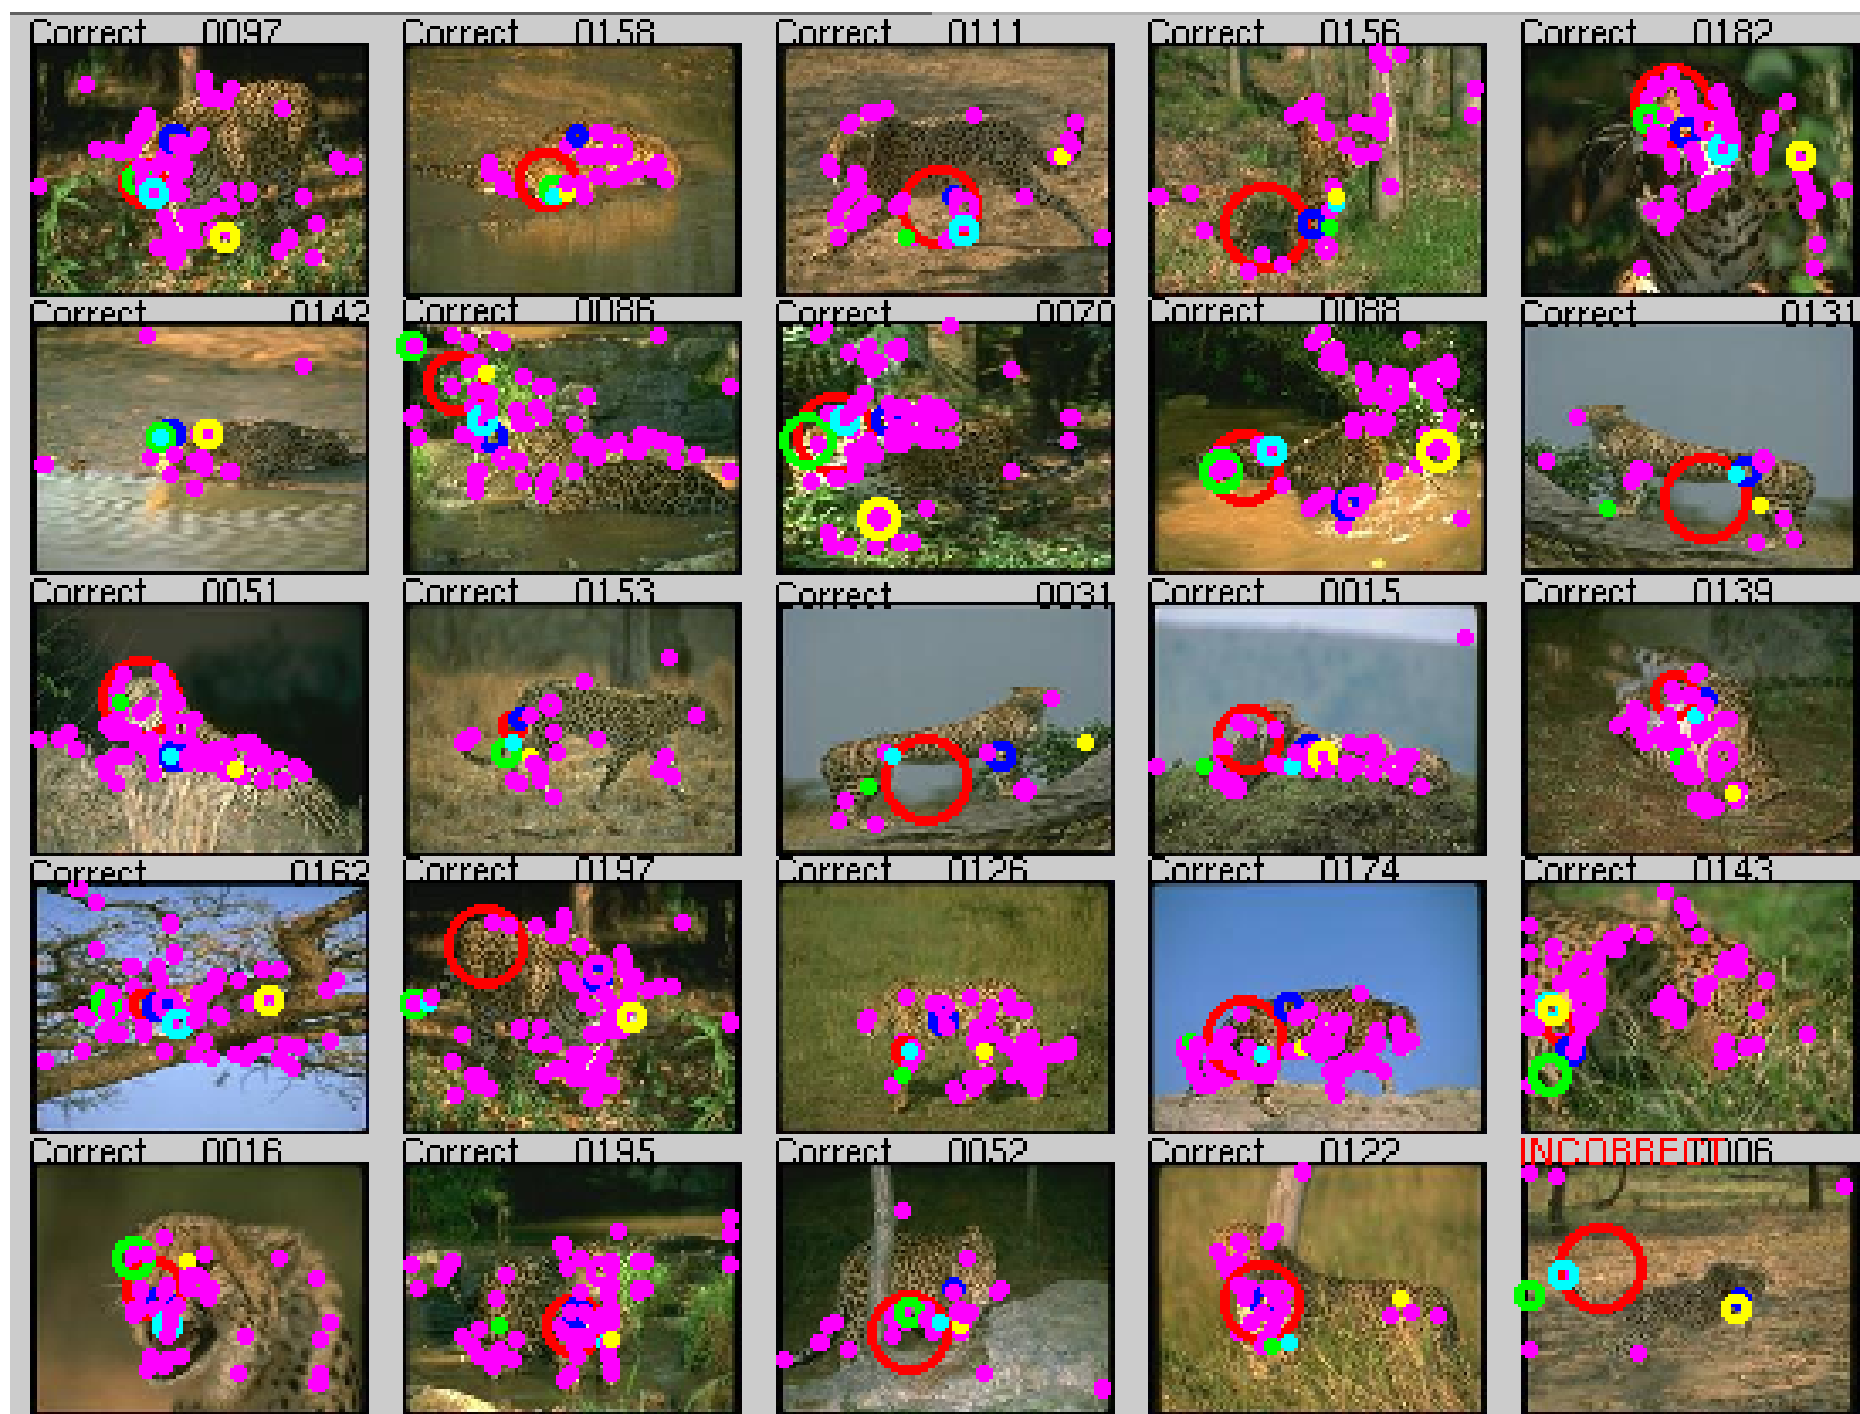 Correct 0097 Correct 0158 Correct 0111 Correct 0156 Correct 0182
Correct 0142 Correct 0086 Correct 0070 Correct 0088 Correct 0131
Correct 0051 Correct 0153 Correct 0031 Correct 0015 Correct 0139
Correct 0162 Correct 0197 Correct 0126 Correct 0174 Correct 0143
Correct 0016 Correct 0195 Correct 0052 Correct 0122 INCORRECT